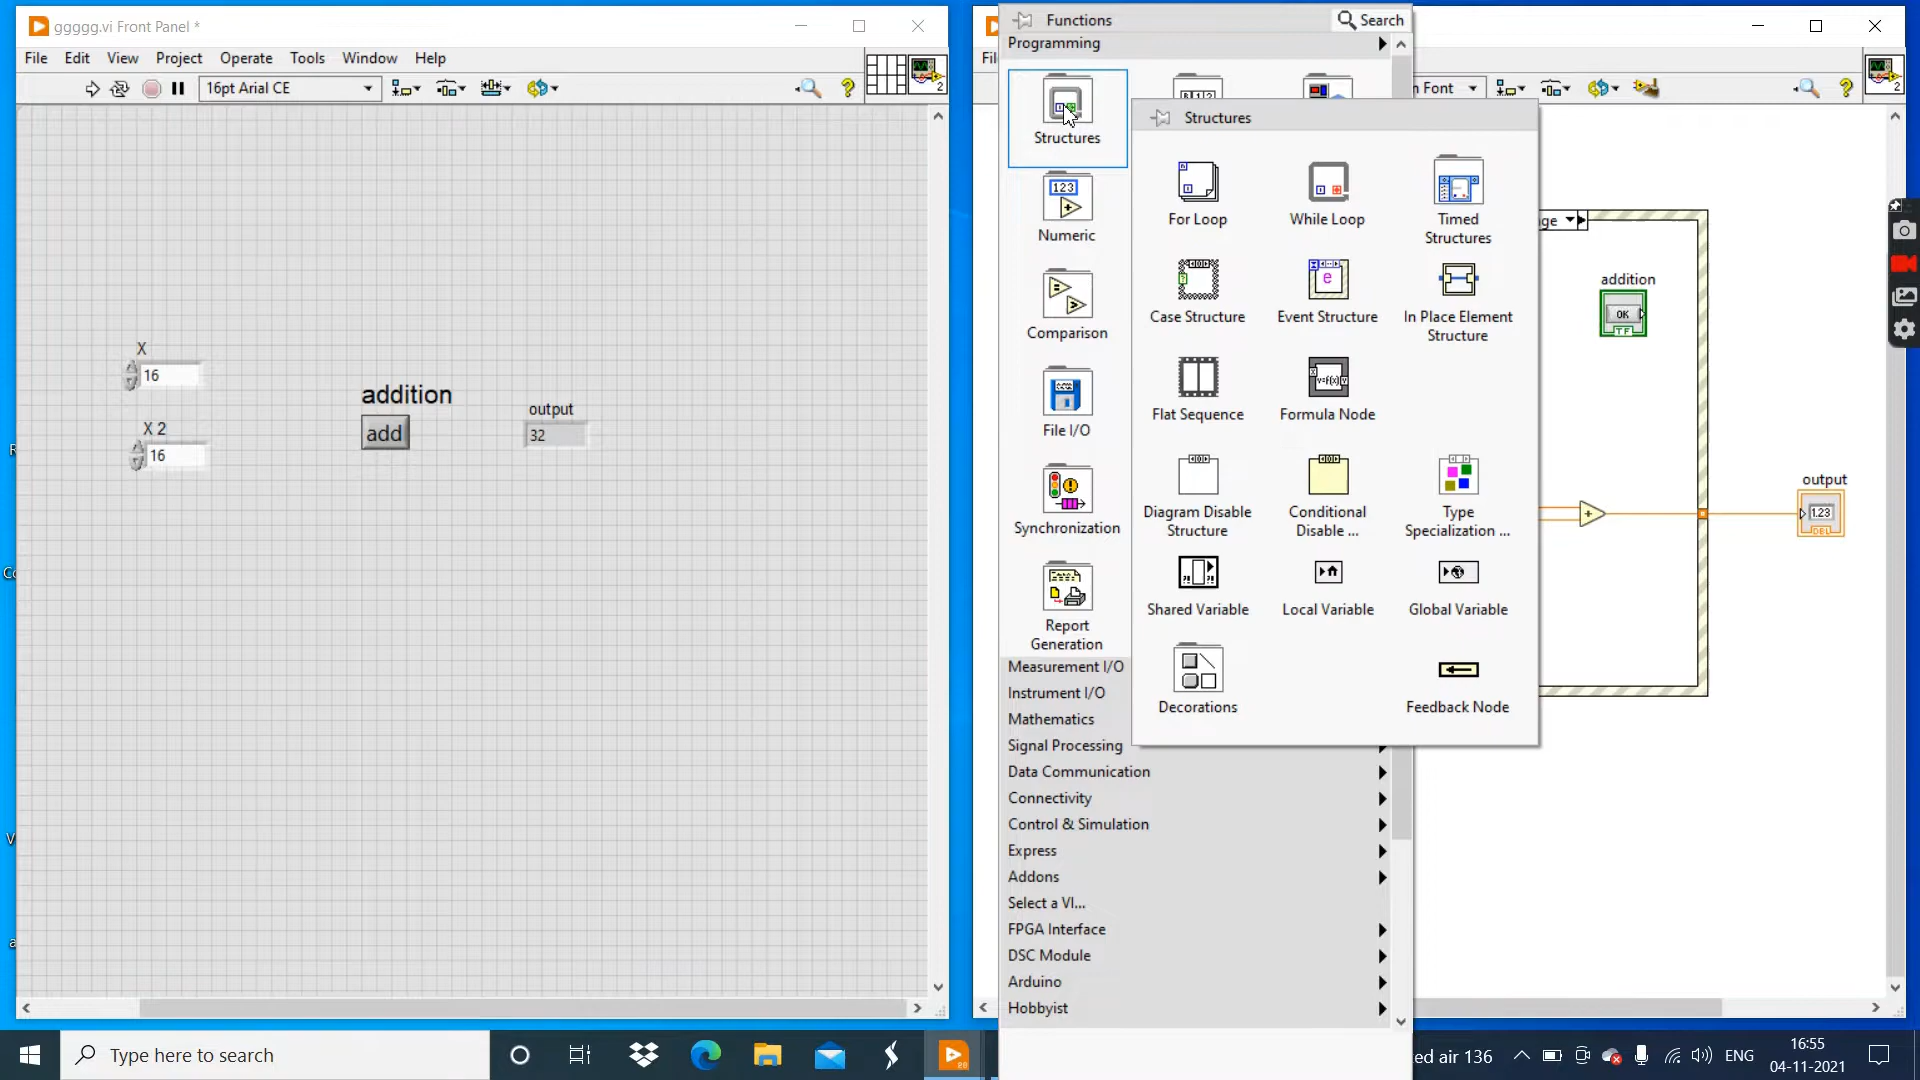 ggggg.vi Front Panel *
File Edit View Project Operate Tools Window Help
16pt Arial CE
2
X
16
X 2
16
addition
add
output
32
Functions
Search
Programming
Structures
Numeric
Comparison
File I/O
Synchronization
Report
Generation
Measurement I/O
Instrument I/O
Mathematics
Signal Processing
Data Communication
Connectivity
Control & Simulation
Express
Addons
Select a VI...
FPGA Interface
DSC Module
Arduino
Hobbyist
Structures
For Loop
While Loop
Timed
Structures
Case Structure
Event Structure
In Place Element
Structure
Flat Sequence
Formula Node
Diagram Disable
Structure
Conditional
Disable ...
Type
Specialization ...
Shared Variable
Local Variable
Global Variable
Decorations
Feedback Node
Font
2
addition
OK
TF
output
1.23
DBL
Type here to search
136
ENG
16:55
04-11-2021